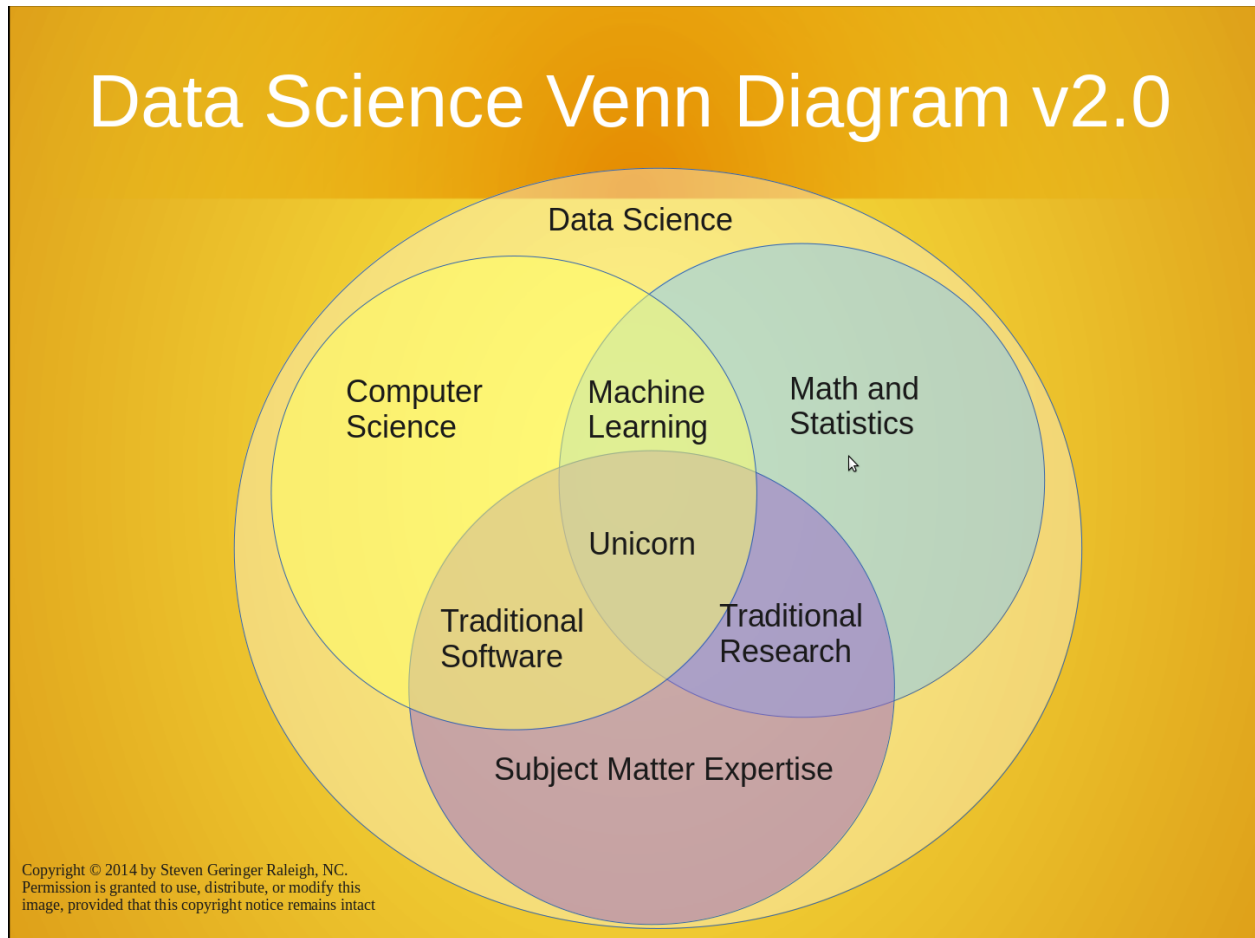 Data Science Venn Diagram v2.0
Data Science
Computer
Science
Machine
Learning
Math and
Statistics
Unicorn
Traditional
Software
Traditional
Research
Subject Matter Expertise
Copyright © 2014 by Steven Geringer Raleigh, NC.
Permission is granted to use, distribute, or modify this
image, provided that this copyright notice remains intact